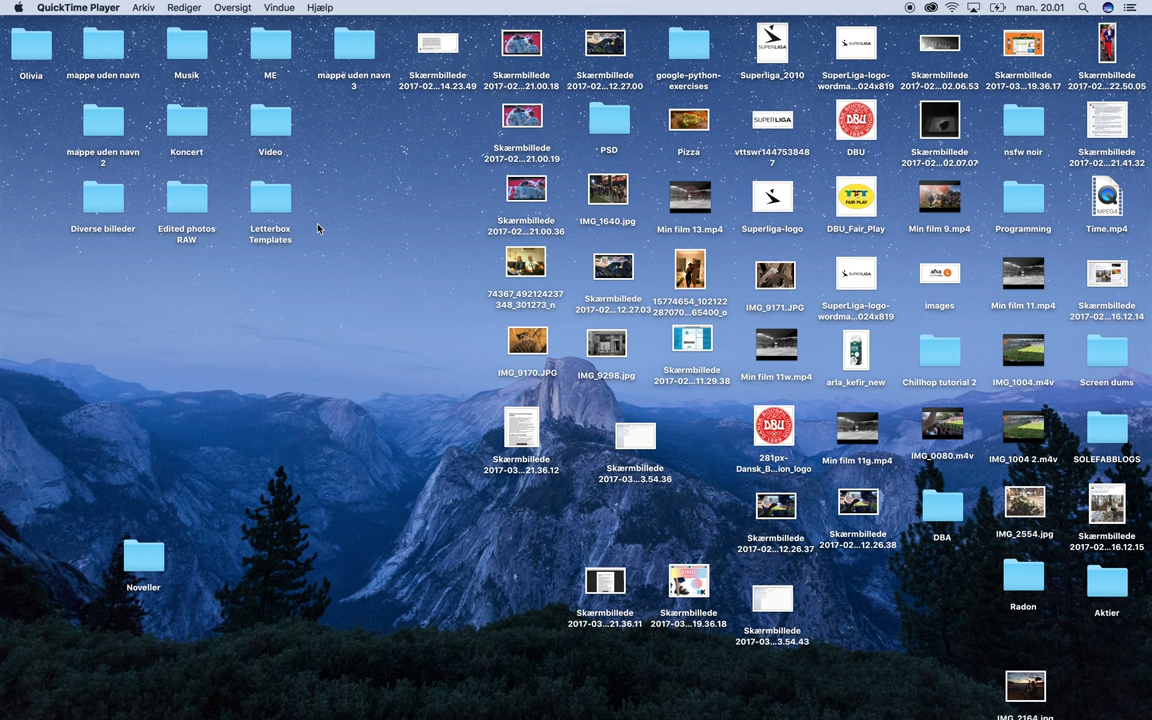 QuickTime Player Arkiv Rediger Oversigt Vindue Hjælp man. 20.01
Olivia
mappe uden navn
Musik
ME
mappe uden navn
3
Skærmbillede
2017-02...14.23.49
Skærmbillede
2017-02...21.00.18
Skærmbillede
2017-02...12.27.00
google-python-
exercises
SUPERLIGA
Superliga_2010
SUPERLIGA
SuperLiga-logo-
wordma...024x819
Skærmbillede
2017-02...02.06.53
Skærmbillede
2017-03...19.36.17
Skærmbillede
2017-02...22.50.05
mappe uden navn
2
Koncert
Video
Skærmbillede
2017-02...21.00.19
PSD
Pizza
SUPERLIGA
vttswr144753848
7
DBU
DBU
Skærmbillede
2017-02...02.07.07
nsfw noir
Skærmbillede
2017-02...21.41.32
Diverse billeder
Edited photos
RAW
Letterbox
Templates
Skærmbillede
2017-02...21.00.36
IMG_1640.jpg
Min film 13.mp4
Superliga-logo
FAIR PLAY
DBU_Fair_Play
Min film 9.mp4
Programming
MPEG4
Time.mp4
74367_492124237
348_301273_n
Skærmbillede
2017-02...12.27.03
15774654_102122
287070...65400_o
IMG_9171.JPG
SUPERLIGA
SuperLiga-logo-
wordma...024x819
images
Min film 11.mp4
Skærmbillede
2017-02...16.12.14
IMG_9170.JPG
IMG_9298.jpg
Skærmbillede
2017-02...11.29.38
Min film 11w.mp4
arla_kefir_new
Chillhop tutorial 2
IMG_1004.m4v
Screen dums
Skærmbillede
2017-03...21.36.12
Skærmbillede
2017-03...3.54.36
DBU
281px-
Dansk_B...ion_logo
Min film 11g.mp4
IMG_0080.m4v
IMG_1004 2.m4v
SOLEFABBLOGS
Skærmbillede
2017-02...12.26.37
Skærmbillede
2017-02...12.26.38
DBA
IMG_2554.jpg
Skærmbillede
2017-02...16.12.15
Noveller
Skærmbillede
2017-03...21.36.11
Skærmbillede
2017-03...19.36.18
Skærmbillede
2017-03...3.54.43
Radon
Aktier
IMG_2164.jpg